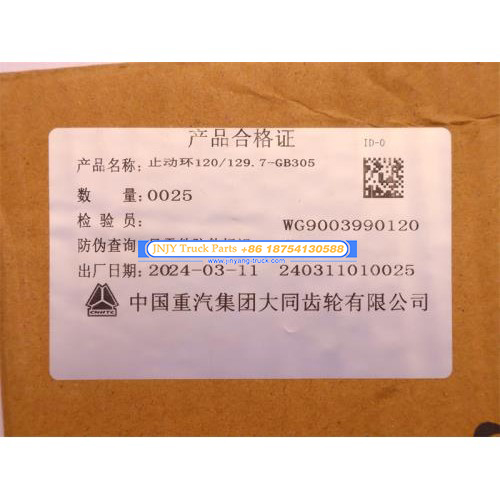 产品合格证
ID-0
产品名称: 止动环120/129.7-GB305
数 量: 0025
检 验 员:
WG9003990120
防伪查询
JNJY Truck Parts +86 18754130588
www.jinyang-truck.com
出厂日期: 2024-03-11 240311010025
CNHTC
中国重汽集团大同齿轮有限公司